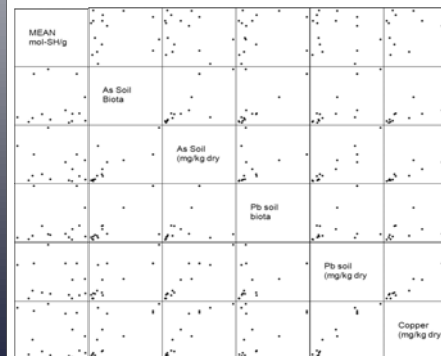 MEAN
mol-SH/g
As Soil
Biota
As Soil
(mg/kg dry
Pb soil
biota
Pb soil
(mg/kg dry
Copper
(mg/kg dry